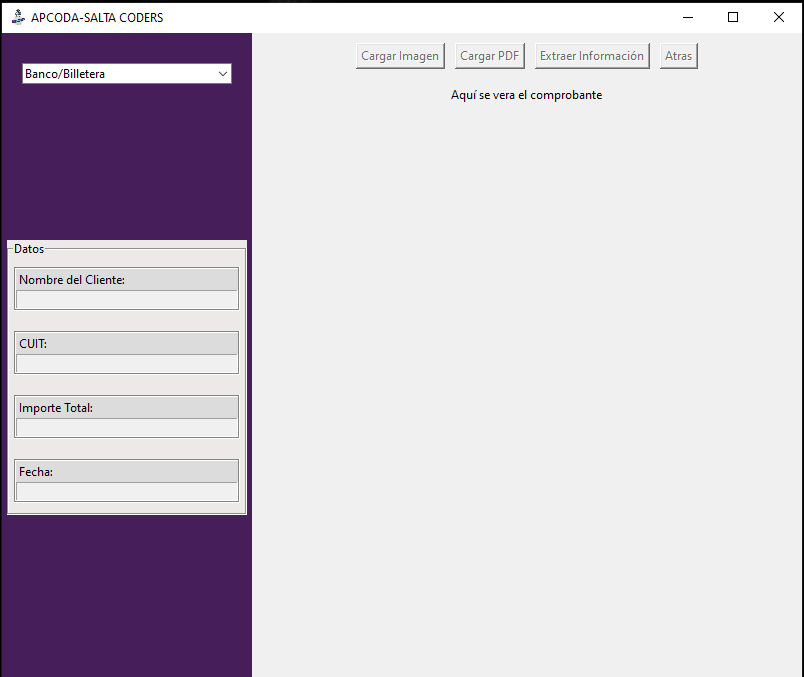 APCODA-SALTA CODERS
Banco/Billetera
Cargar Imagen Cargar PDF Extraer Información Atras
Aquí se vera el comprobante
Datos
Nombre del Cliente:
CUIT:
Importe Total:
Fecha: